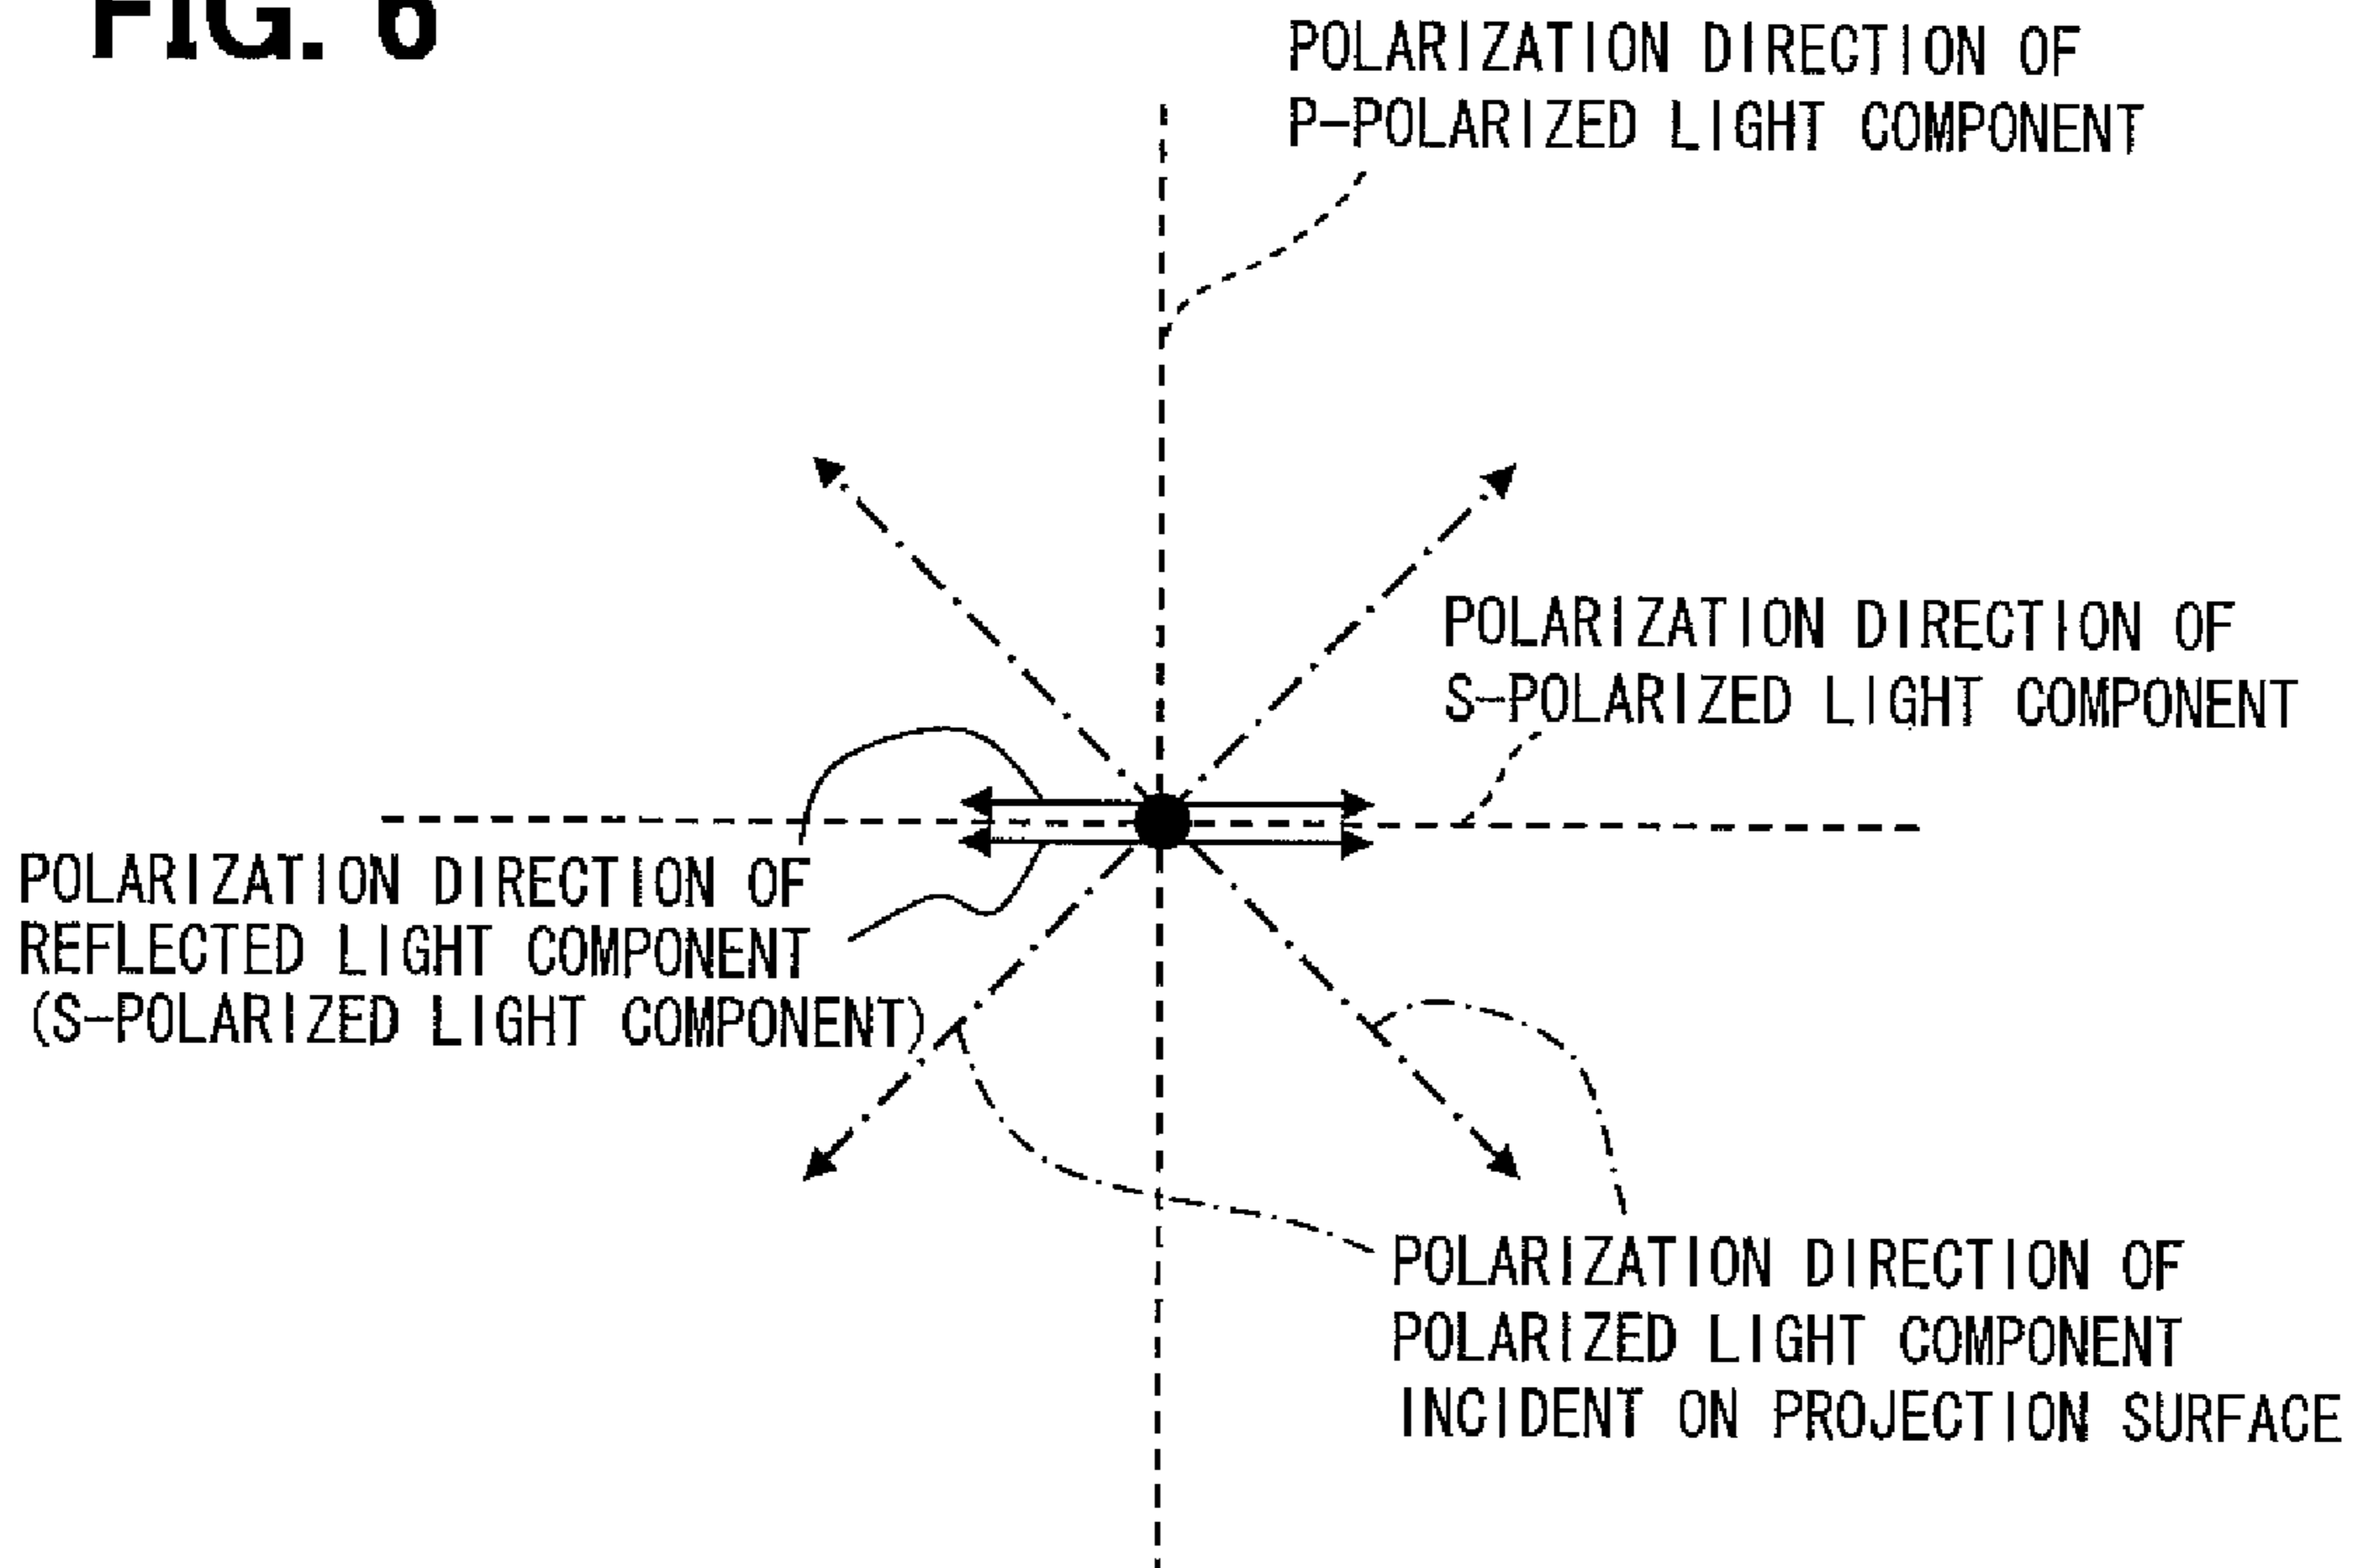 FIG. 6
POLARIZATION DIRECTION OF
P-POLARIZED LIGHT COMPONENT
POLARIZATION DIRECTION OF
S-POLARIZED LIGHT COMPONENT
POLARIZATION DIRECTION OF
REFLECTED LIGHT COMPONENT
(S-POLARIZED LIGHT COMPONENT)
POLARIZATION DIRECTION OF
POLARIZED LIGHT COMPONENT
INCIDENT ON PROJECTION SURFACE